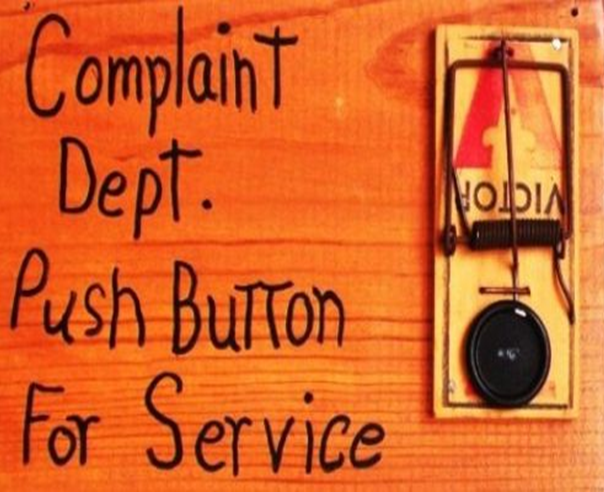 Complaint
Dept.
Push Button
For Service
VICTOR